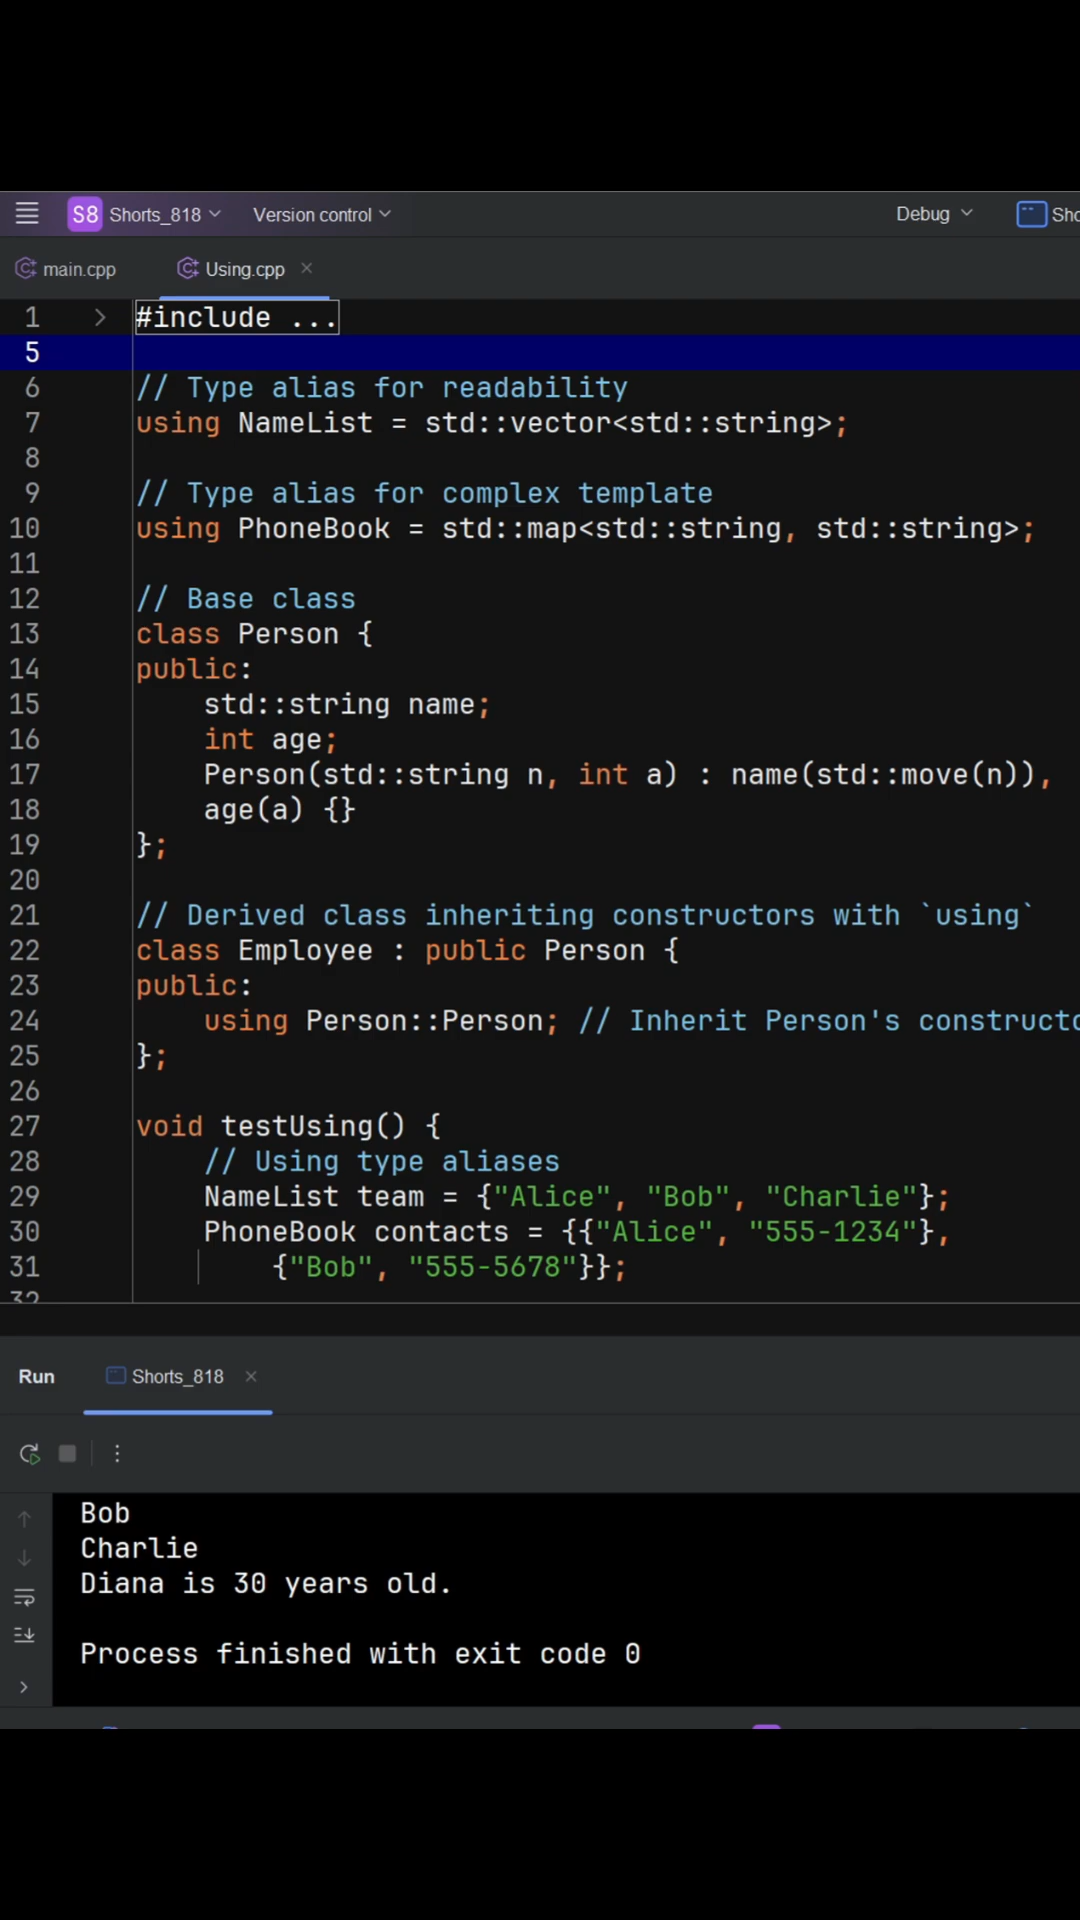 S8 Shorts_818 Version control Debug Sho
main.cpp Using.cpp
1 #include ...
5
6 // Type alias for readability
7 using NameList = std::vector<std::string>;
8
9 // Type alias for complex template
10 using PhoneBook = std::map<std::string, std::string>;
11
12 // Base class
13 class Person {
14 public:
15 std::string name;
16 int age;
17 Person(std::string n, int a) : name(std::move(n)),
18 age(a) {}
19 };
20
21 // Derived class inheriting constructors with `using`
22 class Employee : public Person {
23 public:
24 using Person::Person; // Inherit Person's constructo
25 };
26
27 void testUsing() {
28 // Using type aliases
29 NameList team = {"Alice", "Bob", "Charlie"};
30 PhoneBook contacts = {{"Alice", "555-1234"},
31 {"Bob", "555-5678"}};
32
Run Shorts_818
Bob
Charlie
Diana is 30 years old.
Process finished with exit code 0